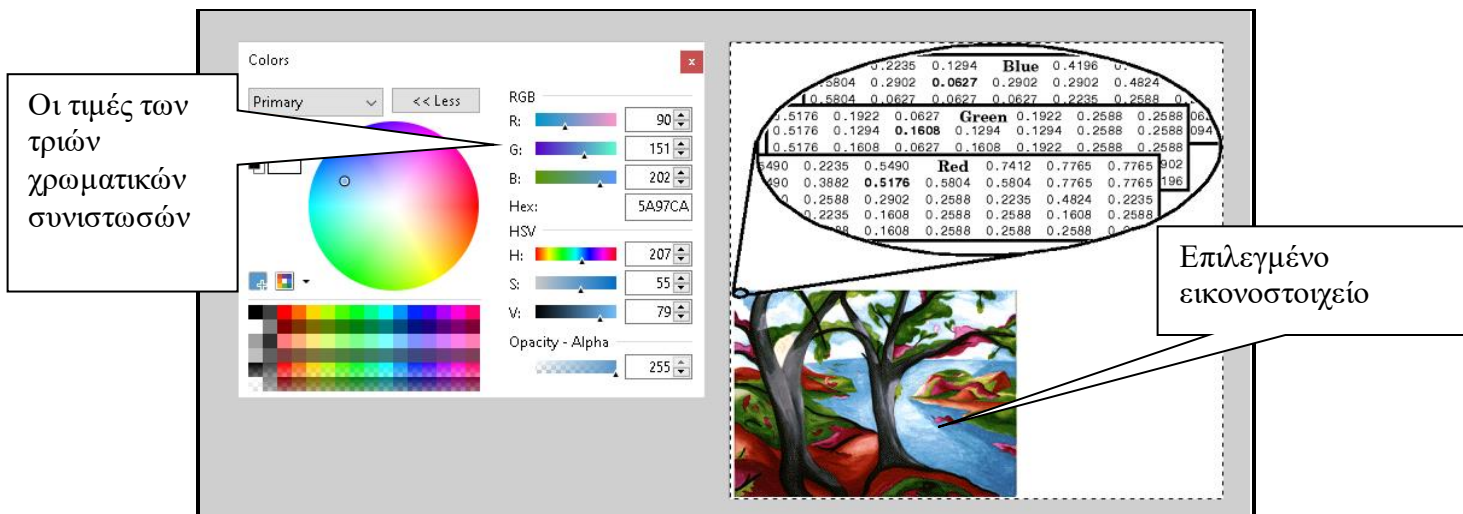 Οι τιμές των
τριών
χρωματικών
συνιστωσών
Colors
x
Primary
<< Less
RGB
R: 90
G: 151
B: 202
Hex: 5A97CA
HSV
H: 207
S: 55
V: 79
Opacity - Alpha
255
0.2235 0.1294 Blue 0.4196
5804 0.2902 0.0627 0.2902 0.2902 0.4824
0.5804 0.0627 0.0627 0.0627 0.2235 0.2588
.5176 0.1922 0.0627 Green 0.1922 0.2588 0.2588
0.5176 0.1294 0.1608 0.1294 0.1294 0.2588 0.2588 094
0.5176 0.1608 0.0627 0.1608 0.1922 0.2588 0.2588
5490 0.2235 0.5490 Red 0.7412 0.7765 0.7765 902
490 0.3882 0.5176 0.5804 0.5804 0.7765 0.7765 196
0 0.2588 0.2902 0.2588 0.2235 0.4824 0.2235
0.2235 0.1608 0.2588 0.2588 0.1608 0.2588
88 0.1608 0.2588 0.2588 0.2588
Επιλεγμένο
εικονοστοιχείο